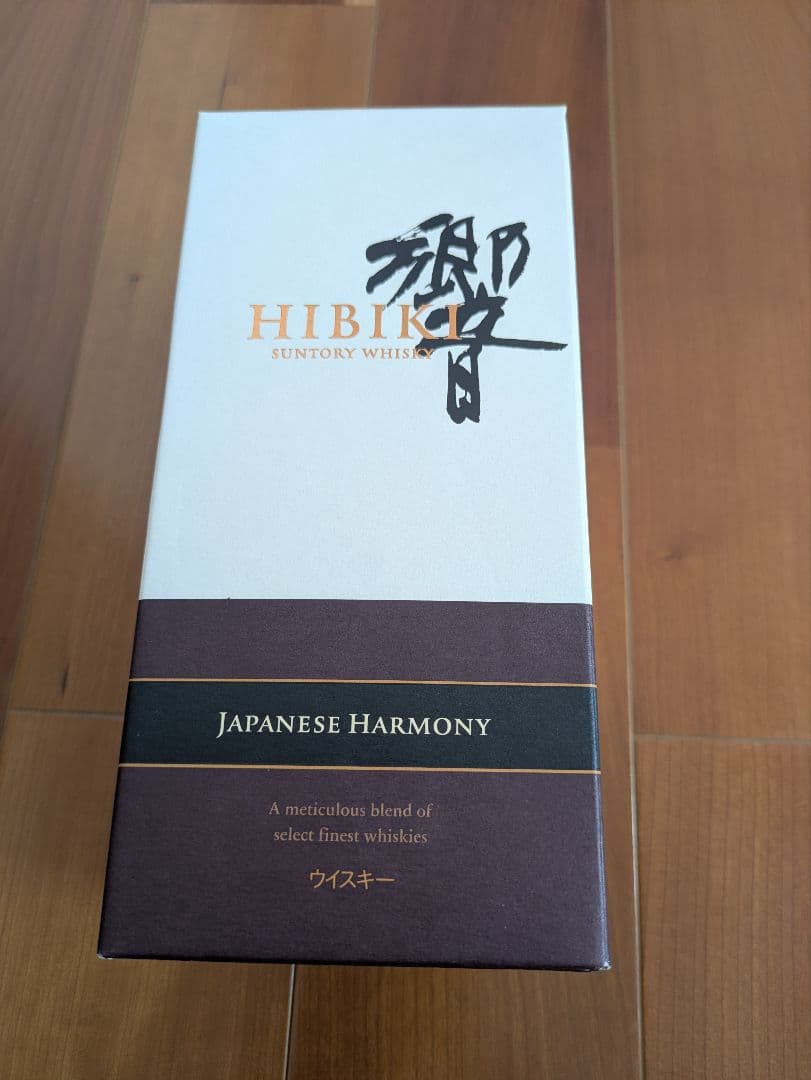 響
HIBIKI
SUNTORY WHISKY
JAPANESE HARMONY
A meticulous blend of
select finest whiskies
ウイスキー